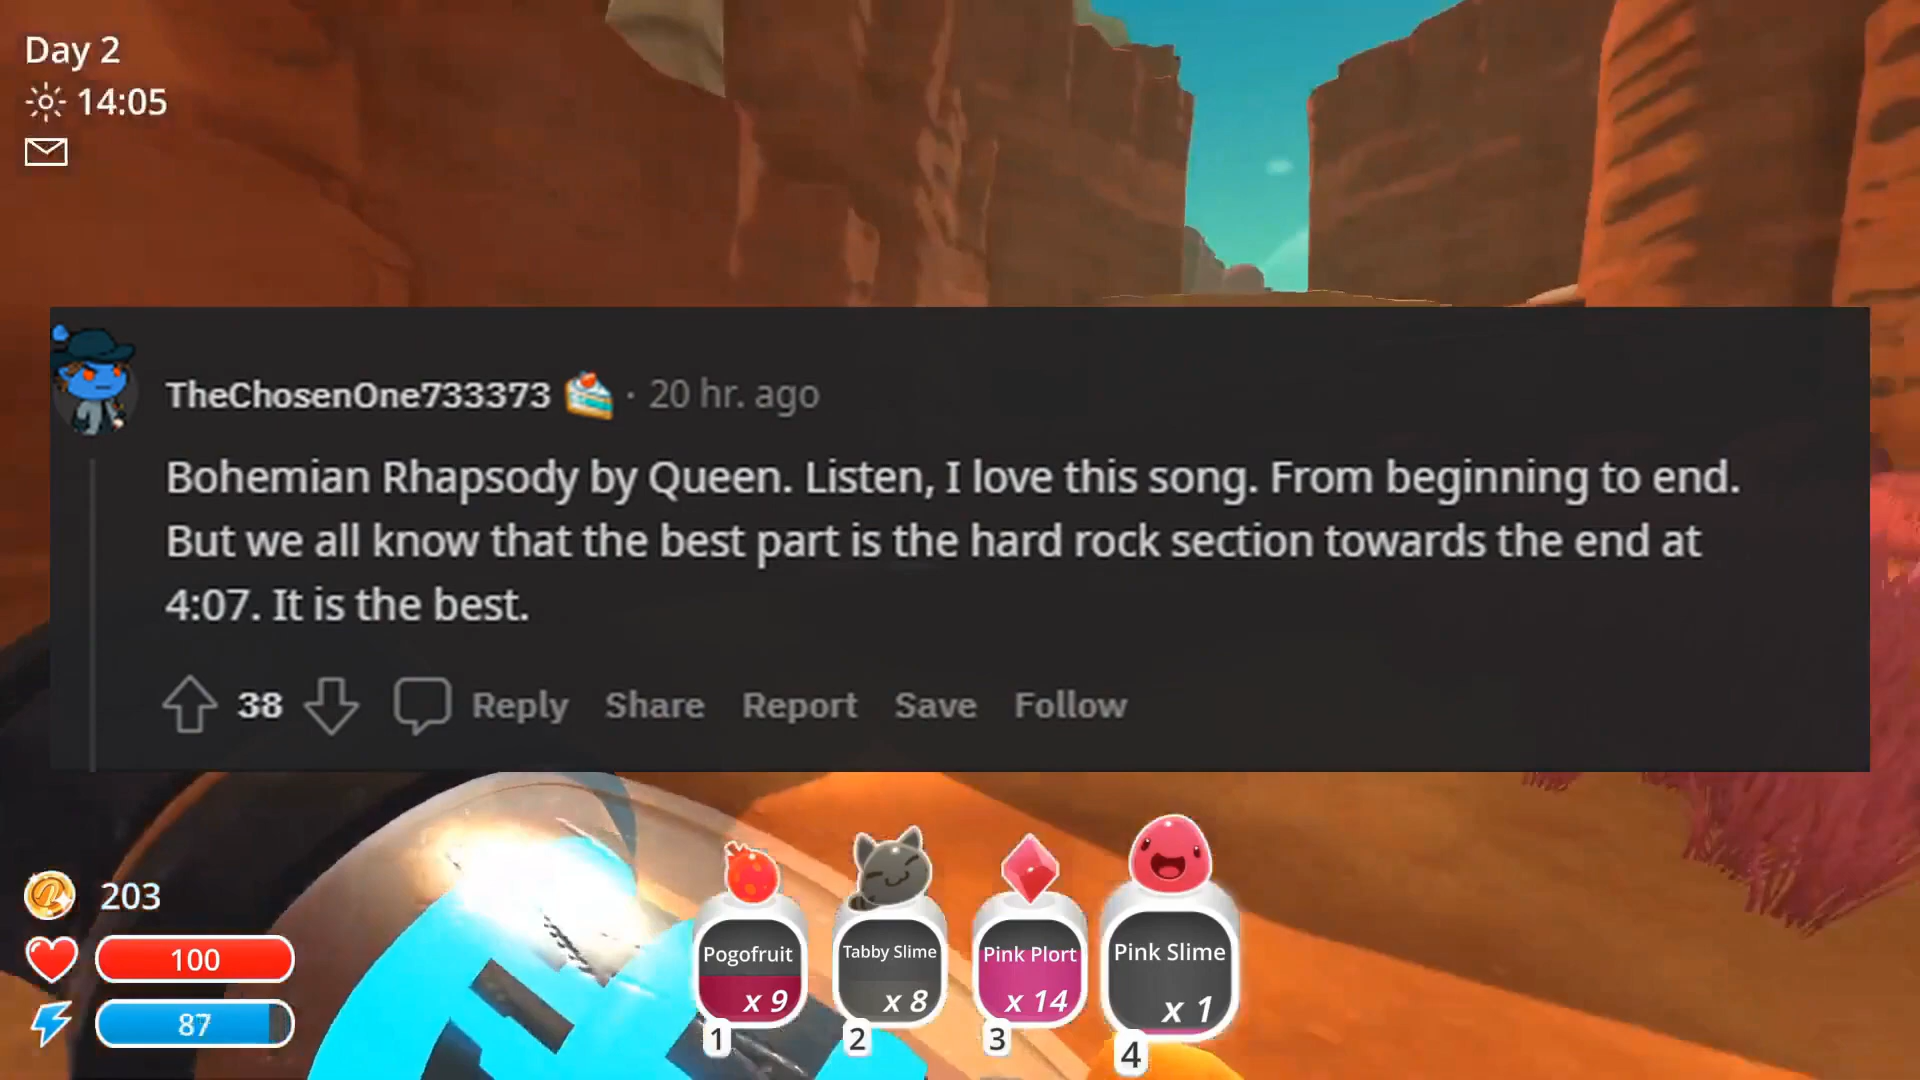 Day 2
14:05
TheChosenOne733373 · 20 hr. ago
Bohemian Rhapsody by Queen. Listen, I love this song. From beginning to end.
But we all know that the best part is the hard rock section towards the end at
4:07. It is the best.
38 Reply Share Report Save Follow
203
100
87
Pogofruit
x 9
1
Tabby Slime
x 8
2
Pink Plort
x 14
3
Pink Slime
x 1
4